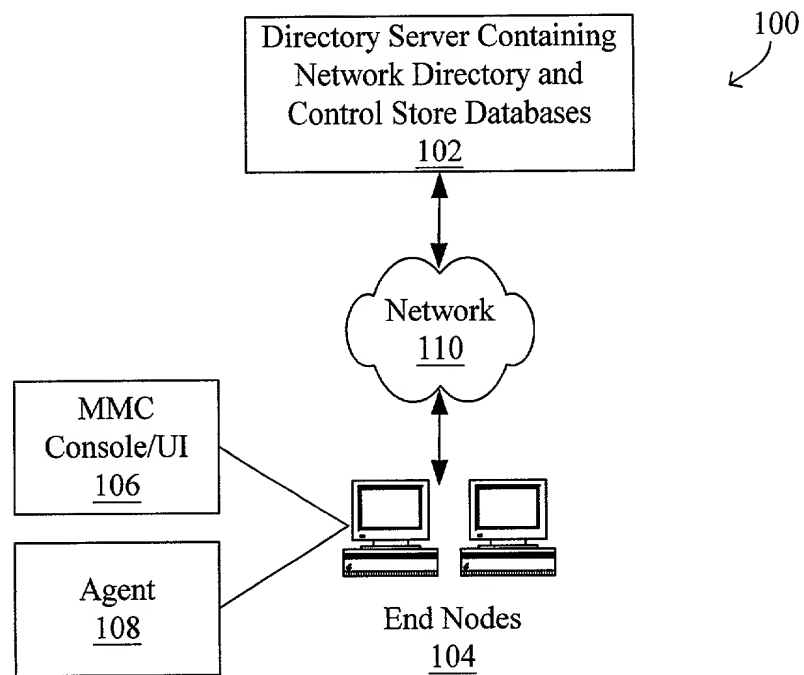 Directory Server Containing
Network Directory and
Control Store Databases
102
100
Network
110
MMC
Console/UI
106
Agent
108
End Nodes
104